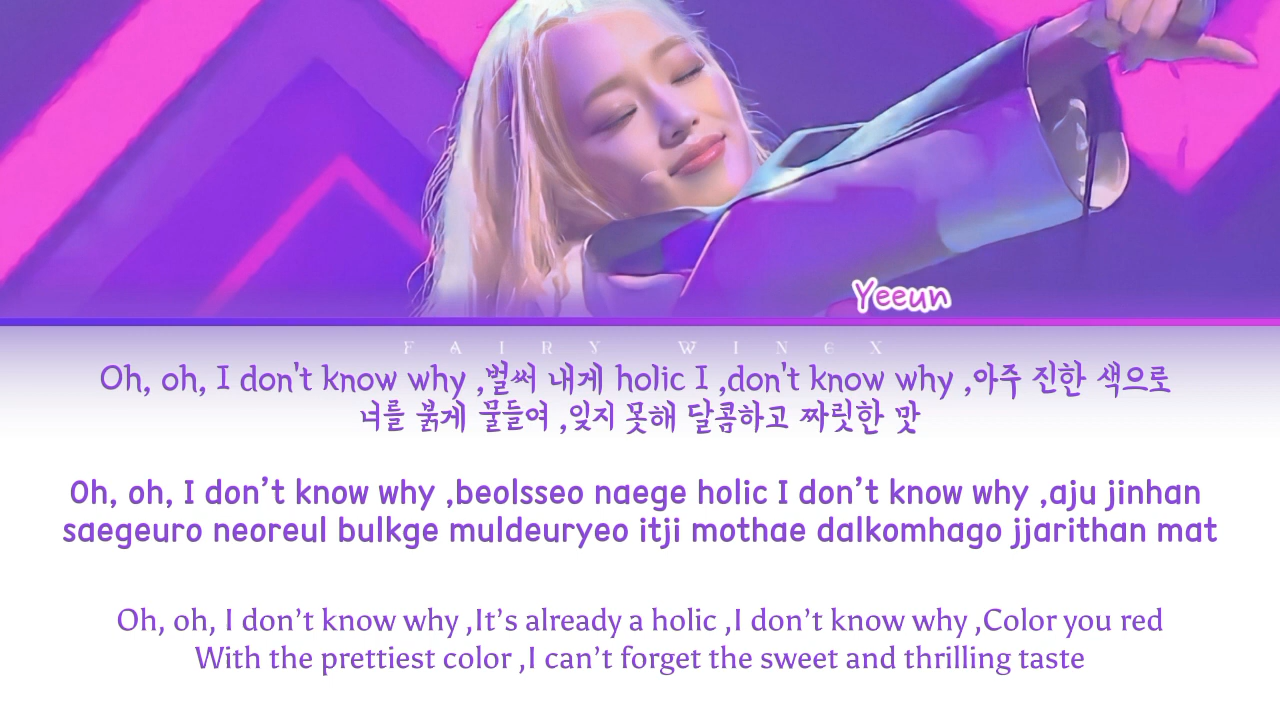 Yeeun
FAIRY WINGX
Oh, oh, I don't know why ,벌써 내게 holic I ,don't know why ,아주 진한 색으로
너를 붉게 물들여 ,잊지 못해 달콤하고 짜릿한 맛
Oh, oh, I don’t know why ,beolsseo naege holic I don’t know why ,aju jinhan
saegeuro neoreul bulkge muldeuryeo itji mothae dalkomhago jjarithan mat
Oh, oh, I don’t know why ,It’s already a holic ,I don’t know why ,Color you red
With the prettiest color ,I can’t forget the sweet and thrilling taste